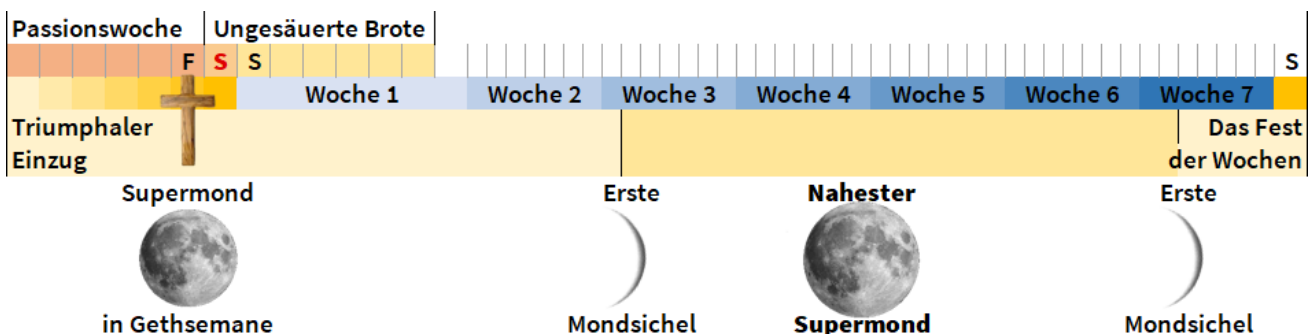 Passionswoche Ungesäuerte Brote
F S S S
Woche 1 Woche 2 Woche 3 Woche 4 Woche 5 Woche 6 Woche 7
Triumphaler
Einzug
Das Fest
der Wochen
Supermond
in Gethsemane
Erste
Mondsichel
Nahester
Supermond
Erste
Mondsichel